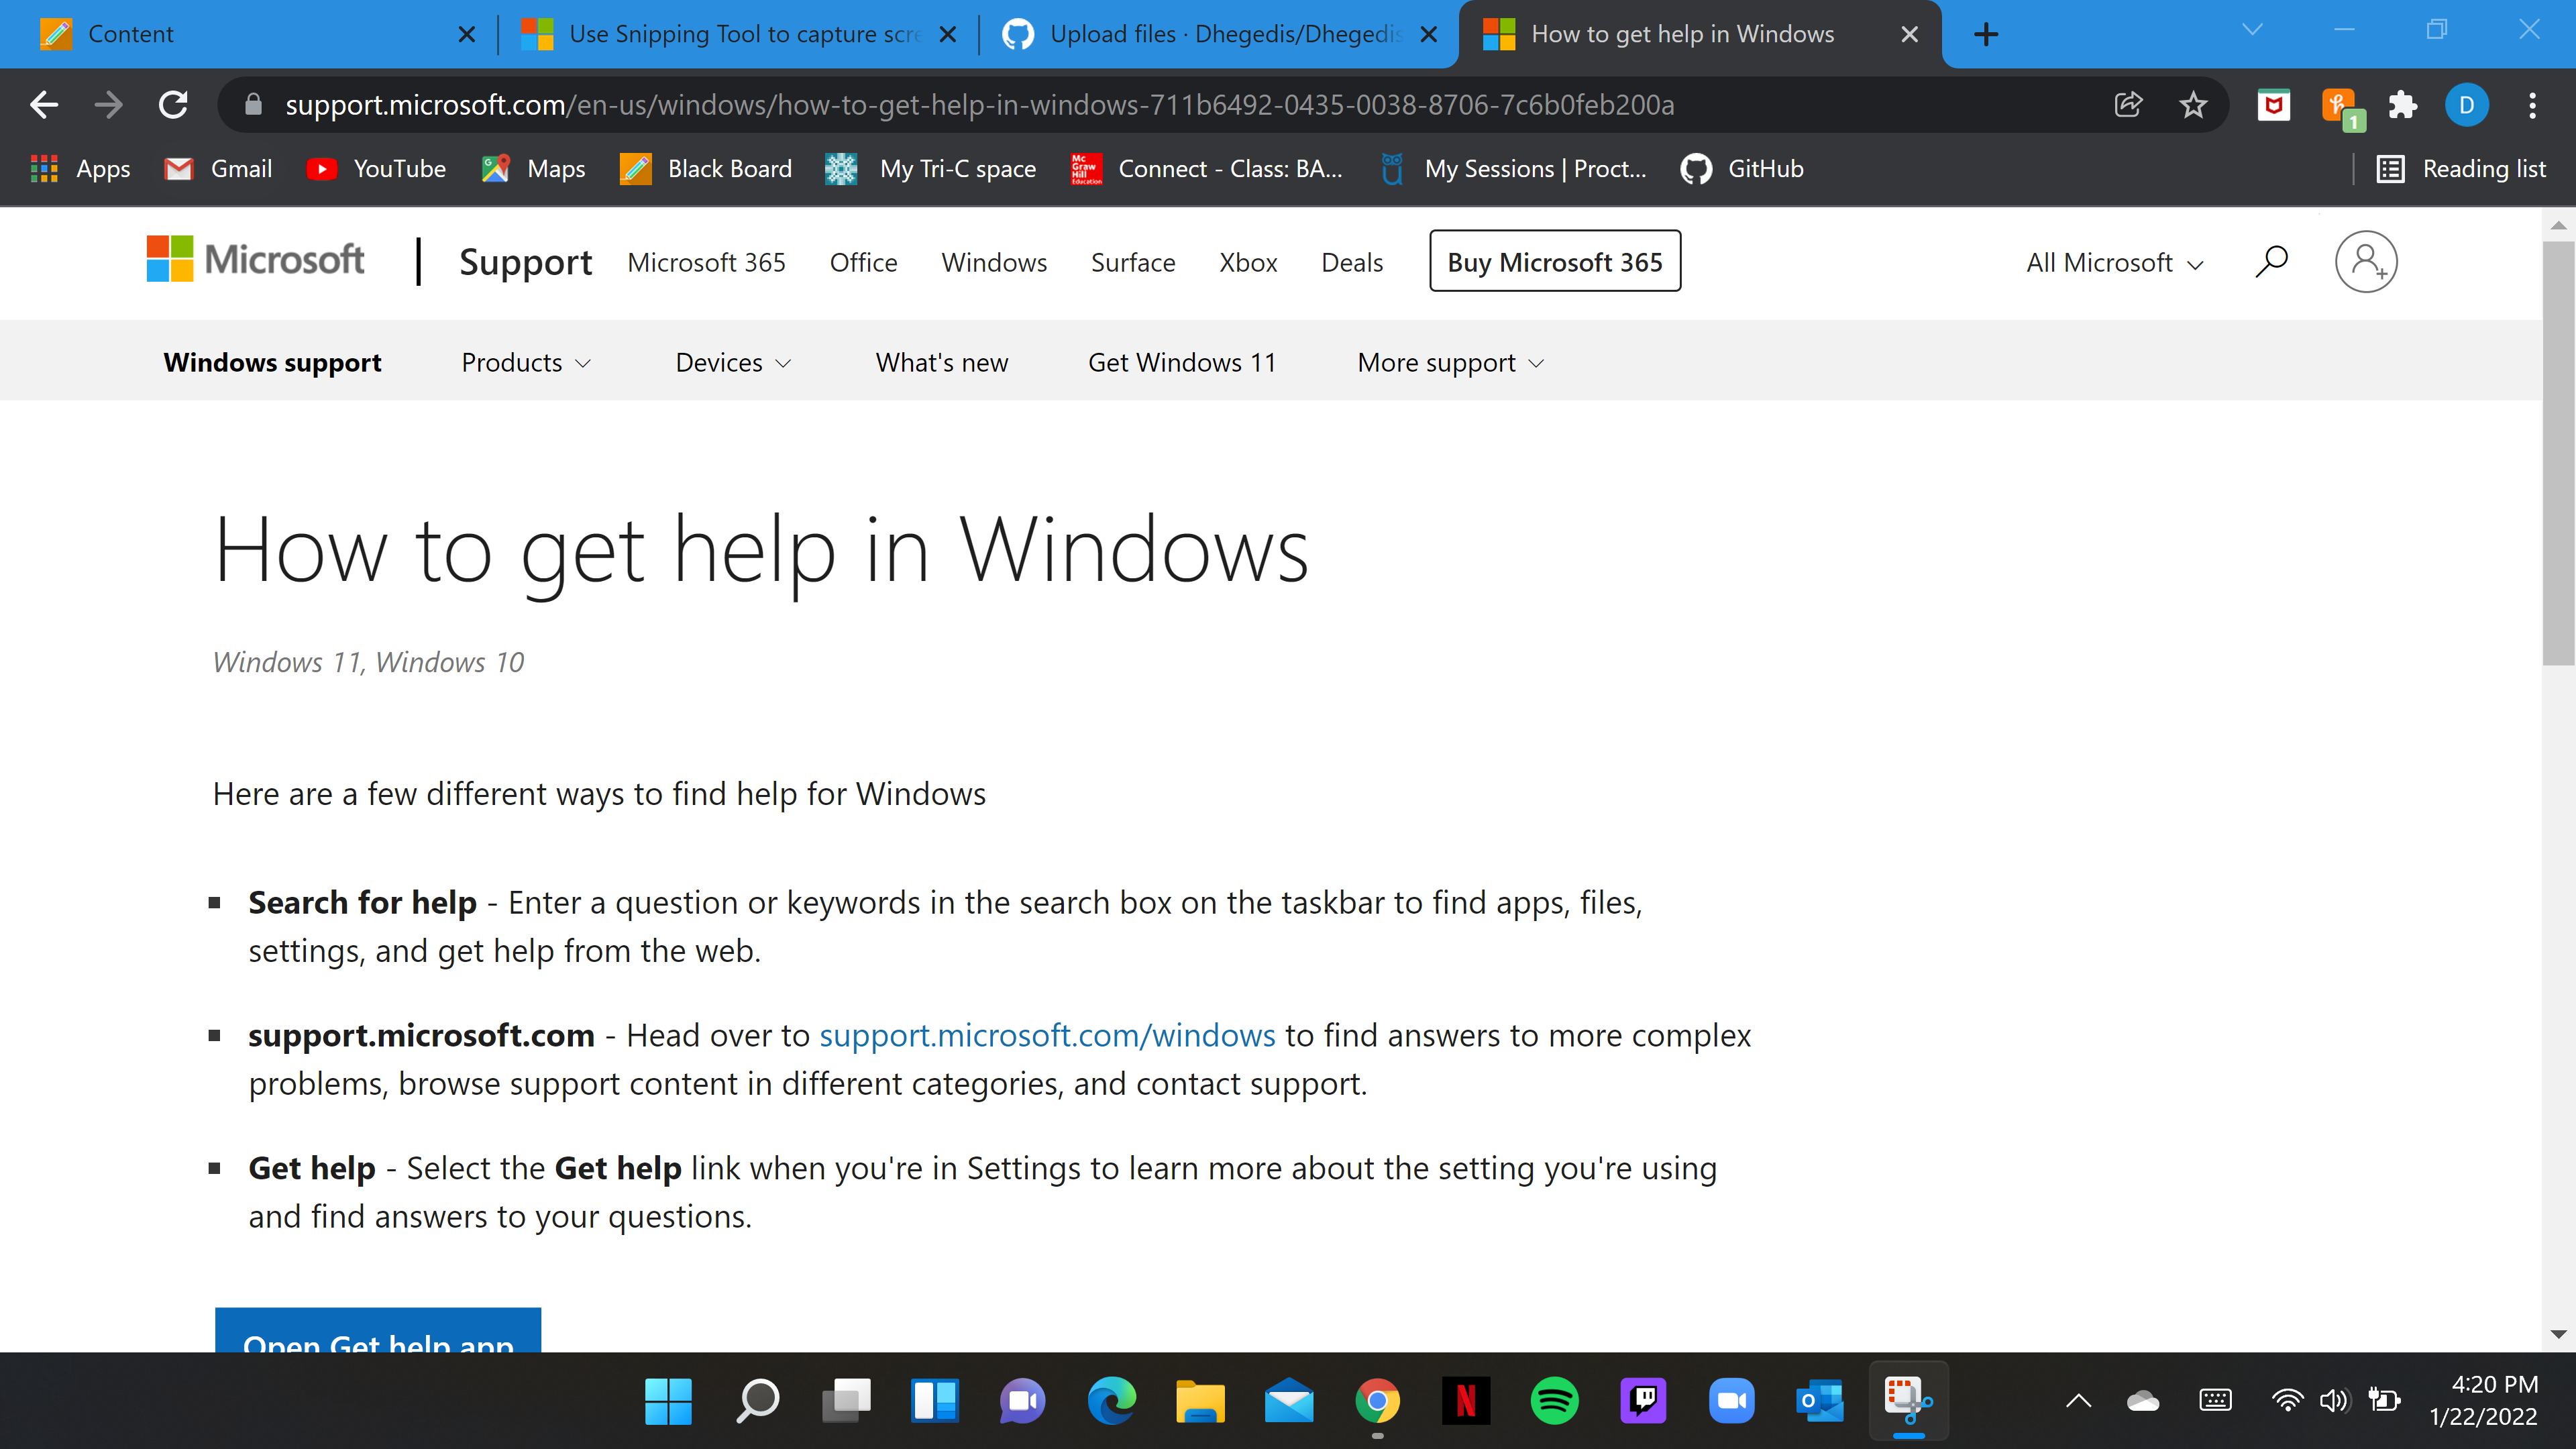 Content
Use Snipping Tool to capture scre
Upload files · Dhegedis/Dhegedis
How to get help in Windows
support.microsoft.com/en-us/windows/how-to-get-help-in-windows-711b6492-0435-0038-8706-7c6b0feb200a
1
D
Apps
Gmail
YouTube
Maps
Black Board
My Tri-C space
Mc Graw Hill Education
Connect - Class: BA...
My Sessions | Proct...
GitHub
Reading list
Microsoft
Support
Microsoft 365
Office
Windows
Surface
Xbox
Deals
Buy Microsoft 365
All Microsoft
Windows support
Products
Devices
What's new
Get Windows 11
More support
How to get help in Windows
Windows 11, Windows 10
Here are a few different ways to find help for Windows
Search for help - Enter a question or keywords in the search box on the taskbar to find apps, files,
settings, and get help from the web.
support.microsoft.com - Head over to support.microsoft.com/windows to find answers to more complex
problems, browse support content in different categories, and contact support.
Get help - Select the Get help link when you're in Settings to learn more about the setting you're using
and find answers to your questions.
Open Get help app
4:20 PM
1/22/2022